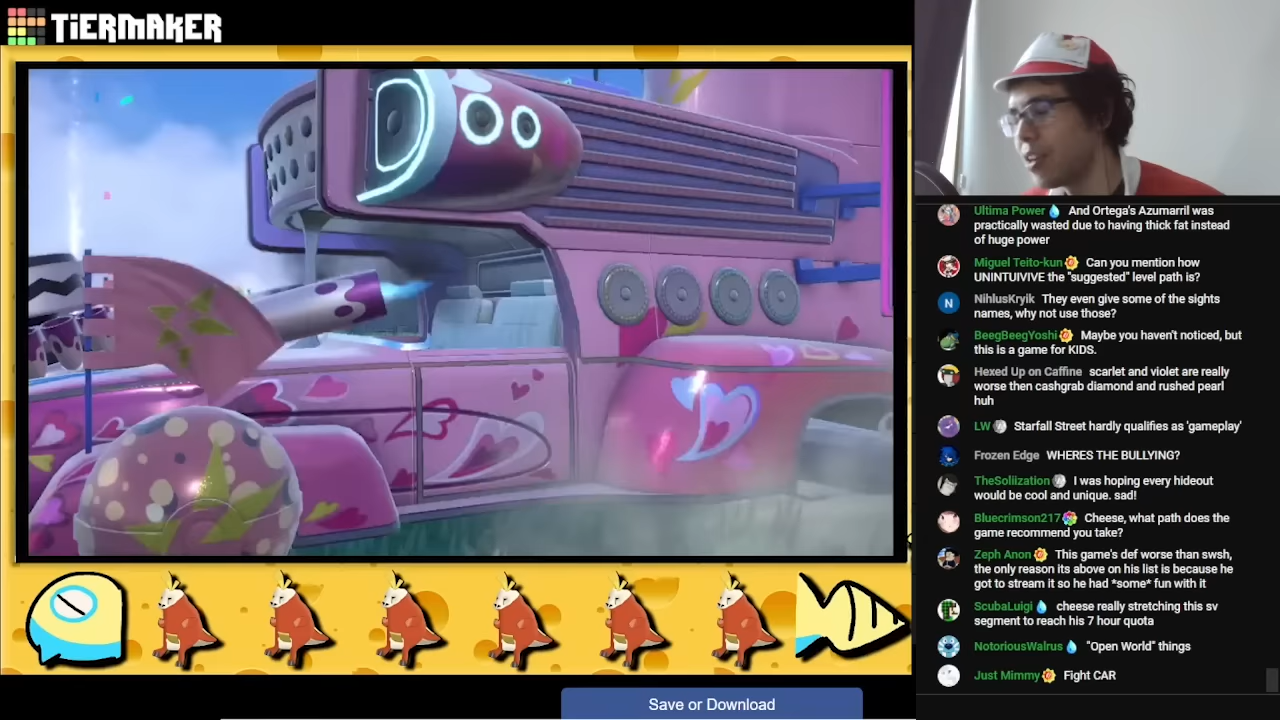 TiERMAKER
Ultima Power And Ortega's Azumarril was
practically wasted due to having thick fat instead
of huge power
Miguel Teito-kun Can you mention how
UNINTUIVIVE the "suggested" level path is?
N NihlusKryik They even give some of the sights
names, why not use those?
BeegBeegYoshi Maybe you haven't noticed, but
this is a game for KIDS.
Hexed Up on Caffine scarlet and violet are really
worse then cashgrab diamond and rushed pearl
huh
LW Starfall Street hardly qualifies as 'gameplay'
Frozen Edge WHERES THE BULLYING?
TheSoliization I was hoping every hideout
would be cool and unique. sad!
Bluecrimson217 Cheese, what path does the
game recommend you take?
Zeph Anon This game's def worse than swsh,
the only reason its above on his list is because he
got to stream it so he had *some* fun with it
ScubaLuigi cheese really stretching this sv
segment to reach his 7 hour quota
NotoriousWalrus "Open World" things
Just Mimmy Fight CAR
Save or Download